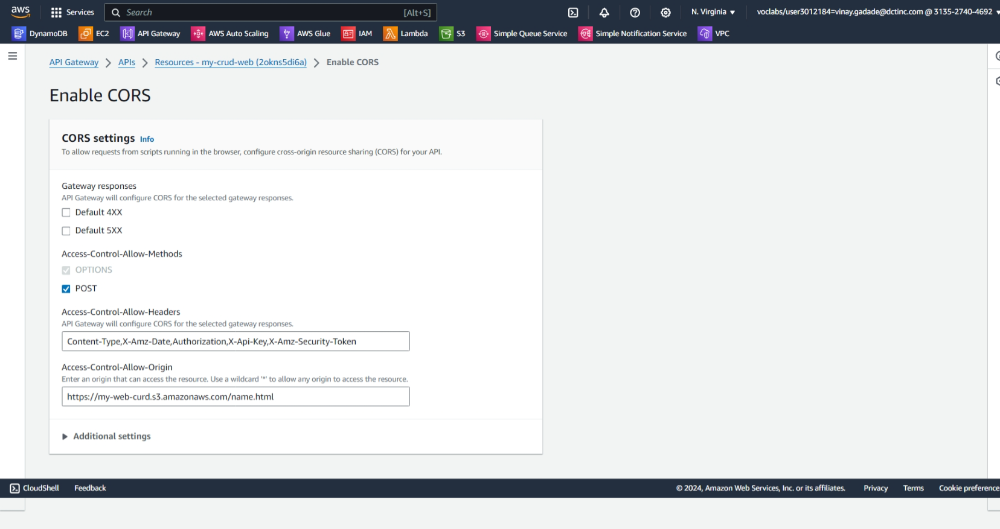 aws Services Search [Alt+S] N. Virginia voclabs/user3012184=vinay.gadade@dctinc.com @ 3135-2740-4692
DynamoDB EC2 API Gateway AWS Auto Scaling AWS Glue IAM Lambda S3 Simple Queue Service Simple Notification Service VPC
API Gateway > APIs > Resources - my-crud-web (2okns5di6a) > Enable CORS
Enable CORS
CORS settings Info
To allow requests from scripts running in the browser, configure cross-origin resource sharing (CORS) for your API.
Gateway responses
API Gateway will configure CORS for the selected gateway responses.
Default 4XX
Default 5XX
Access-Control-Allow-Methods
OPTIONS
POST
Access-Control-Allow-Headers
API Gateway will configure CORS for the selected gateway responses.
Content-Type,X-Amz-Date,Authorization,X-Api-Key,X-Amz-Security-Token
Access-Control-Allow-Origin
Enter an origin that can access the resource. Use a wildcard '*' to allow any origin to access the resource.
https://my-web-curd.s3.amazonaws.com/name.html
Additional settings
CloudShell Feedback © 2024, Amazon Web Services, Inc. or its affiliates. Privacy Terms Cookie preference